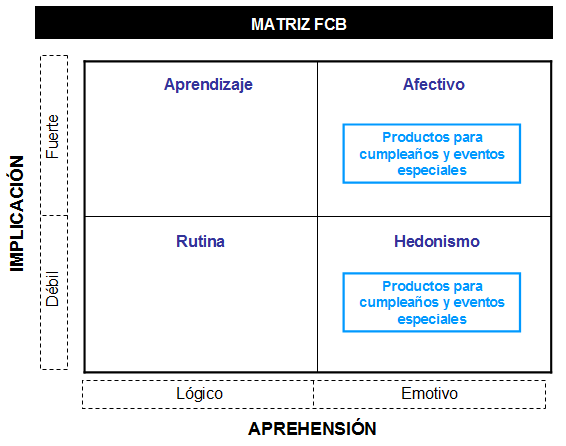 MATRIZ FCB
Aprendizaje
Afectivo
Productos para
cumpleaños y eventos
especiales
Fuerte
IMPLICACIÓN
Débil
Rutina
Hedonismo
Productos para
cumpleaños y eventos
especiales
Lógico
Emotivo
APREHENSIÓN